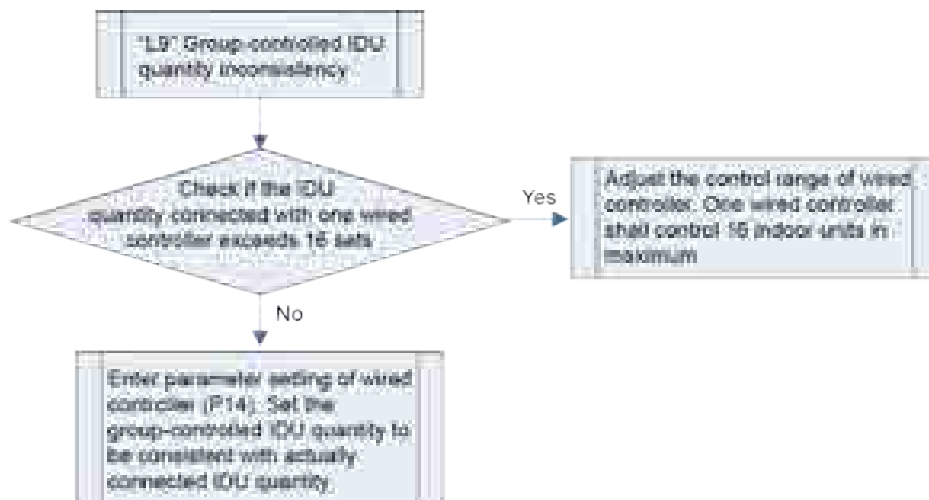 "L9" Group-controlled IDU
quantity inconsistency
Check if the IDU
quantity connected with one wired
controller exceeds 16 sets
Yes
Adjust the control range of wired
controller. One wired controller
shall control 16 indoor units in
maximum
No
Enter parameter setting of wired
controller (P14). Set the
group-controlled IDU quantity to
be consistent with actually
connected IDU quantity.